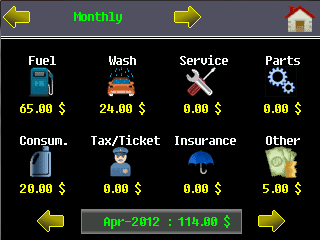 Monthly
Fuel Wash Service Parts
65.00 $ 24.00 $ 0.00 $ 0.00 $
Consum. Tax/Ticket Insurance Other
20.00 $ 0.00 $ 0.00 $ 5.00 $
Apr-2012 : 114.00 $